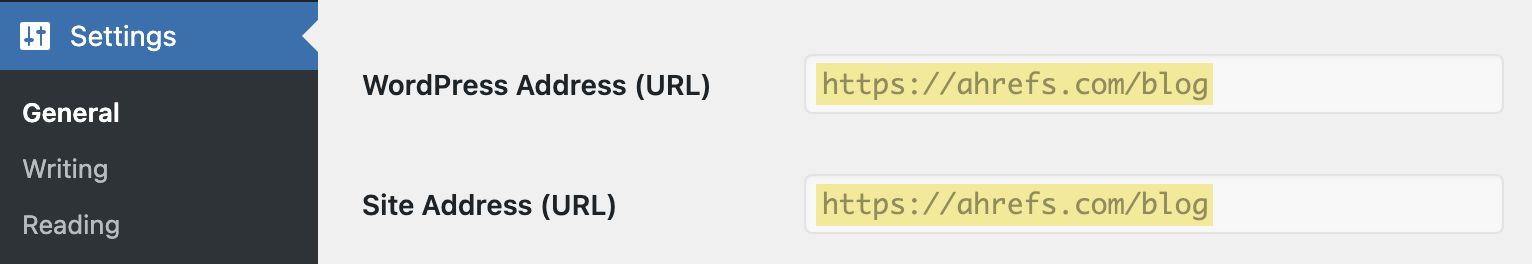 Settings
General
Writing
Reading
WordPress Address (URL)
https://ahrefs.com/blog
Site Address (URL)
https://ahrefs.com/blog